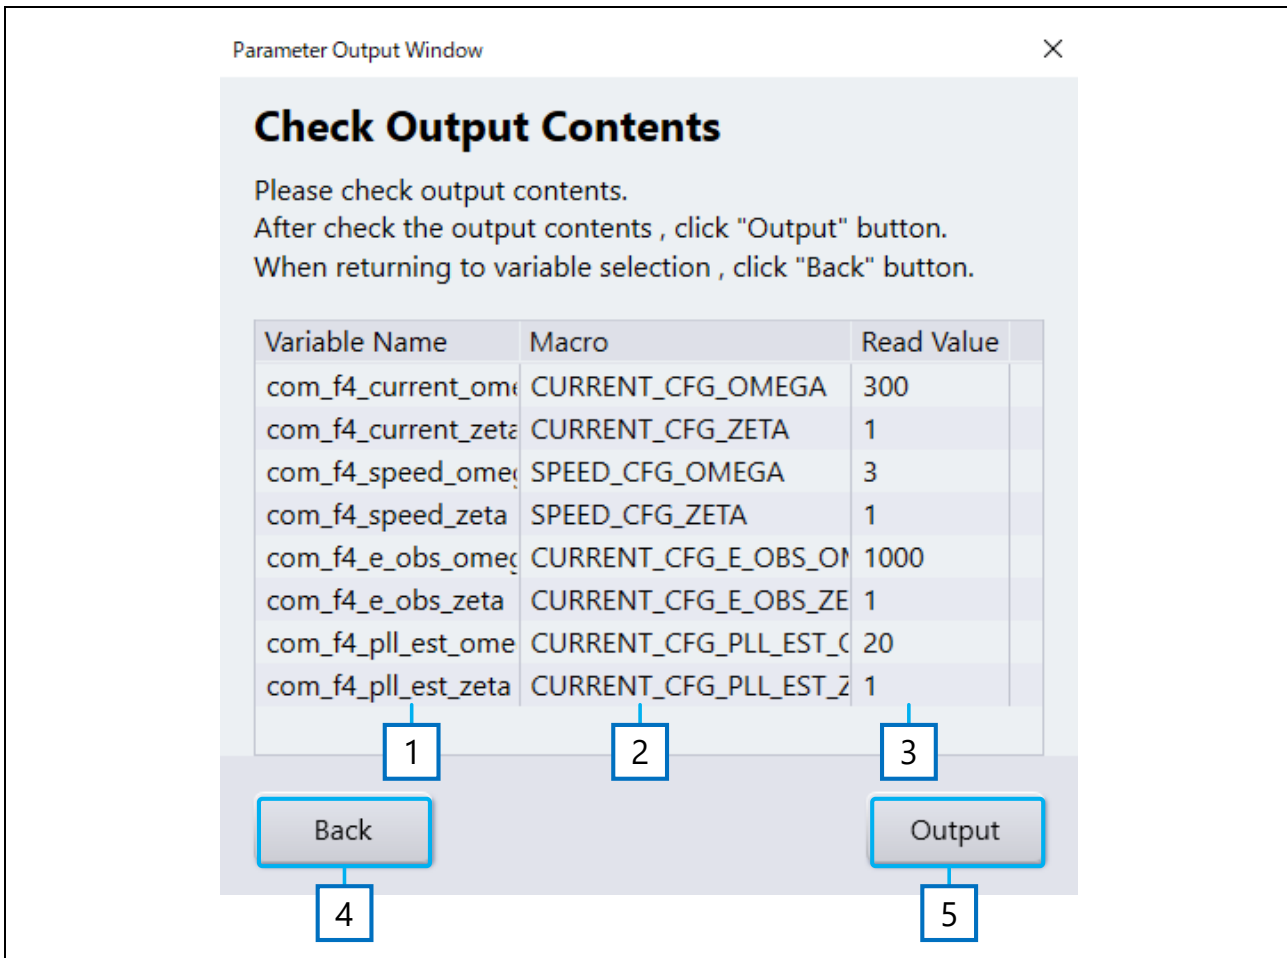 Parameter Output Window
Check Output Contents
Please check output contents.
After check the output contents , click "Output" button.
When returning to variable selection , click "Back" button.
Variable Name Macro Read Value
com_f4_current_ome CURRENT_CFG_OMEGA 300
com_f4_current_zeta CURRENT_CFG_ZETA 1
com_f4_speed_ome SPEED_CFG_OMEGA 3
com_f4_speed_zeta SPEED_CFG_ZETA 1
com_f4_e_obs_ome CURRENT_CFG_E_OBS_O 1000
com_f4_e_obs_zeta CURRENT_CFG_E_OBS_ZE 1
com_f4_pll_est_ome CURRENT_CFG_PLL_EST_ 20
com_f4_pll_est_zeta CURRENT_CFG_PLL_EST_Z 1
1 2 3
Back Output
4 5